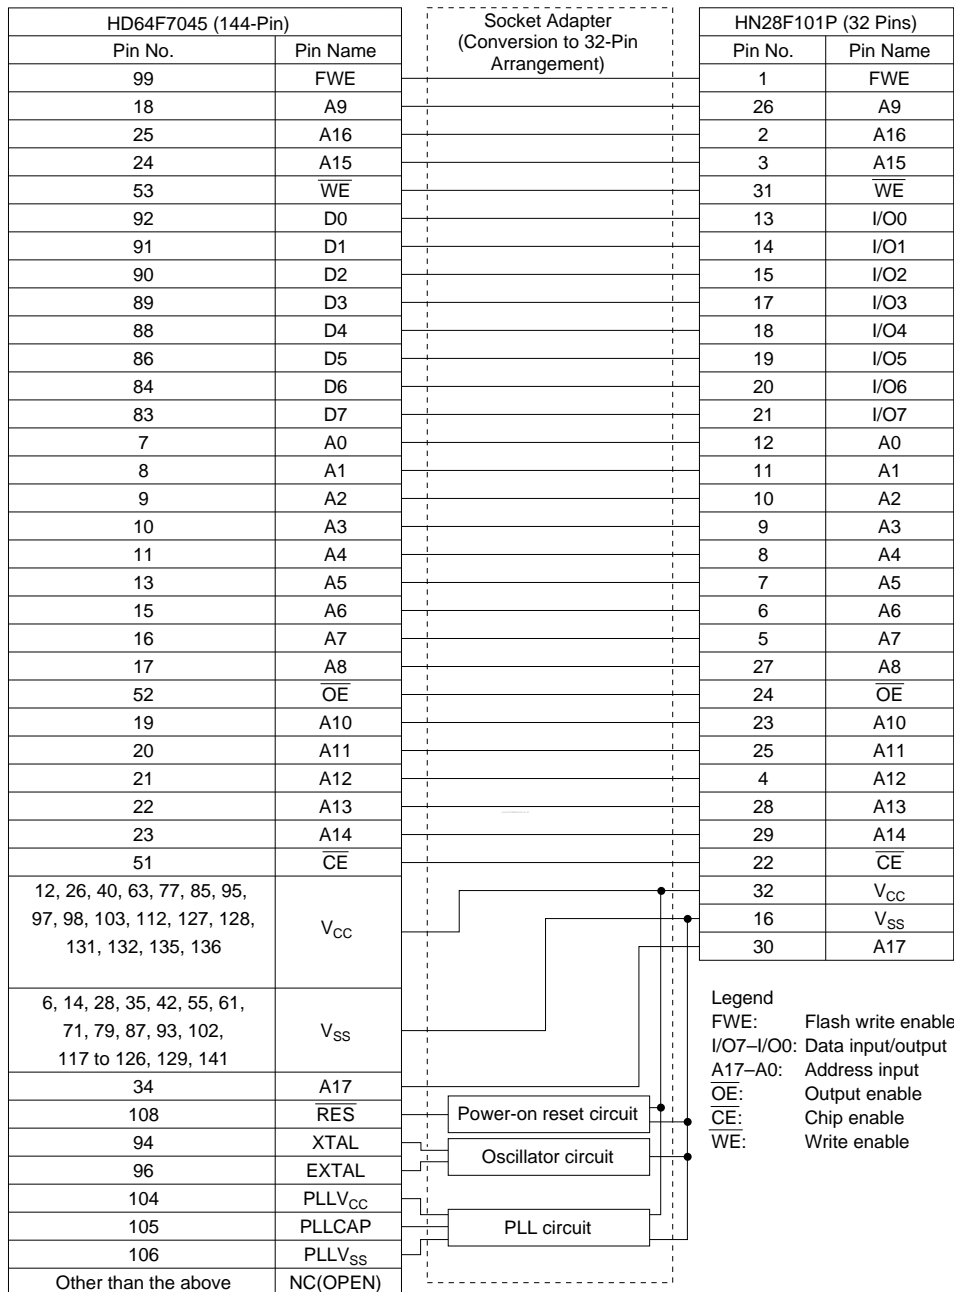 HD64F7045 (144-Pin) Socket Adapter HN28F101P (32 Pins)
(Conversion to 32-Pin
Pin No. Pin Name Arrangement) Pin No. Pin Name
99 FWE 1 FWE
18 A9 26 A9
25 A16 2 A16
24 A15 3 A15
53 W̅E̅ 31 W̅E̅
92 D0 13 I/O0
91 D1 14 I/O1
90 D2 15 I/O2
89 D3 17 I/O3
88 D4 18 I/O4
86 D5 19 I/O5
84 D6 20 I/O6
83 D7 21 I/O7
7 A0 12 A0
8 A1 11 A1
9 A2 10 A2
10 A3 9 A3
11 A4 8 A4
13 A5 7 A5
15 A6 6 A6
16 A7 5 A7
17 A8 27 A8
52 O̅E̅ 24 O̅E̅
19 A10 23 A10
20 A11 25 A11
21 A12 4 A12
22 A13 28 A13
23 A14 29 A14
51 C̅E̅ 22 C̅E̅
12, 26, 40, 63, 77, 85, 95, 32 VCC
97, 98, 103, 112, 127, 128, VCC 16 VSS
131, 132, 135, 136 30 A17
6, 14, 28, 35, 42, 55, 61, Legend
71, 79, 87, 93, 102, VSS FWE: Flash write enable
117 to 126, 129, 141 I/O7–I/O0: Data input/output
34 A17 A17–A0: Address input
108 R̅E̅S̅ Power-on reset circuit O̅E̅: Output enable
C̅E̅: Chip enable
94 XTAL W̅E̅: Write enable
Oscillator circuit
96 EXTAL
104 PLLVCC
105 PLLCAP PLL circuit
106 PLLVSS
Other than the above NC(OPEN)